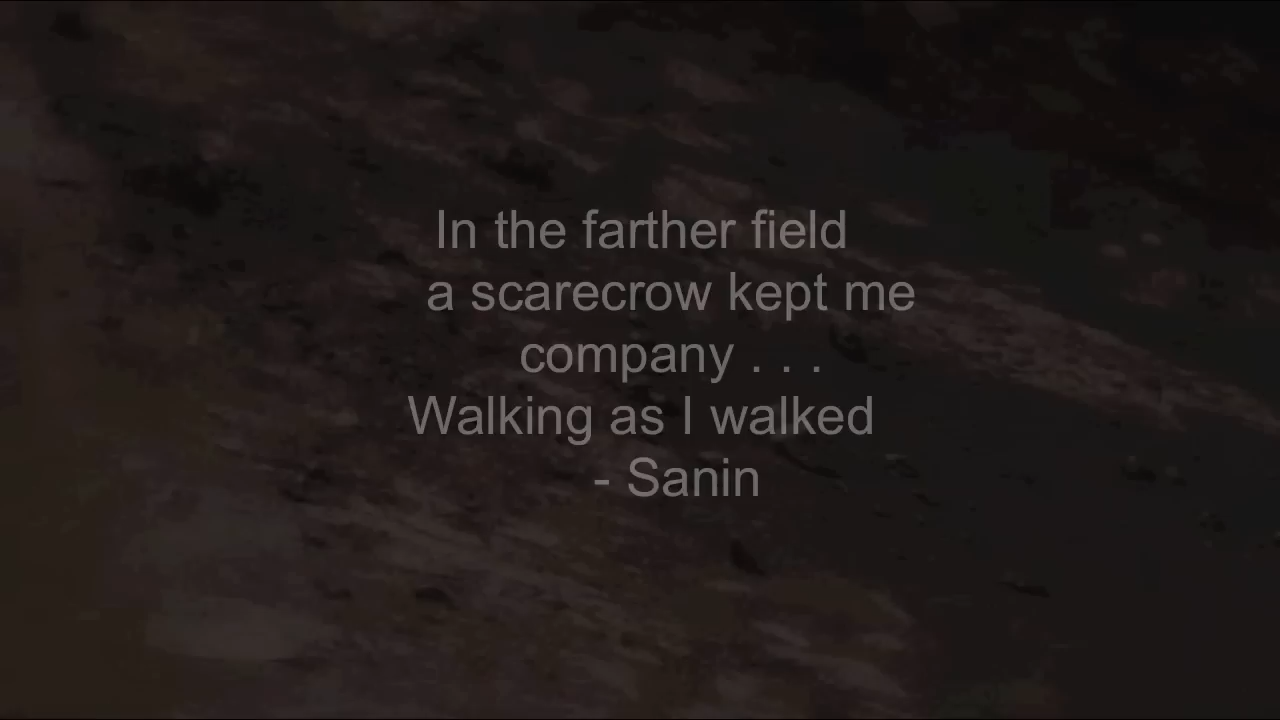 In the farther field
a scarecrow kept me
company . . .
Walking as I walked
- Sanin